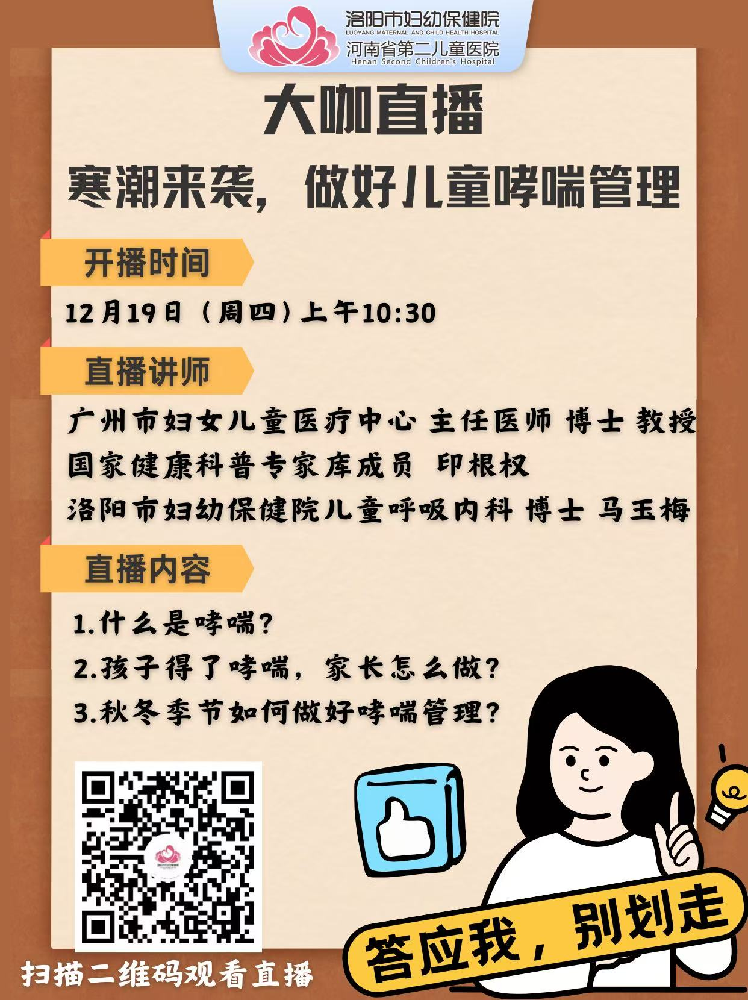 洛阳市妇幼保健院
LUOYANG MATERNAL AND CHILD HEALTH HOSPITAL
河南省第二儿童医院
Henan Second Children's Hospital
大咖直播
寒潮来袭，做好儿童哮喘管理
开播时间
12月19日（周四）上午10:30
直播讲师
广州市妇女儿童医疗中心 主任医师 博士 教授
国家健康科普专家库成员 印根权
洛阳市妇幼保健院儿童呼吸内科 博士 马玉梅
直播内容
1.什么是哮喘？
2.孩子得了哮喘，家长怎么做？
3.秋冬季节如何做好哮喘管理？
洛阳市妇幼保健院
答应我，别划走
扫描二维码观看直播